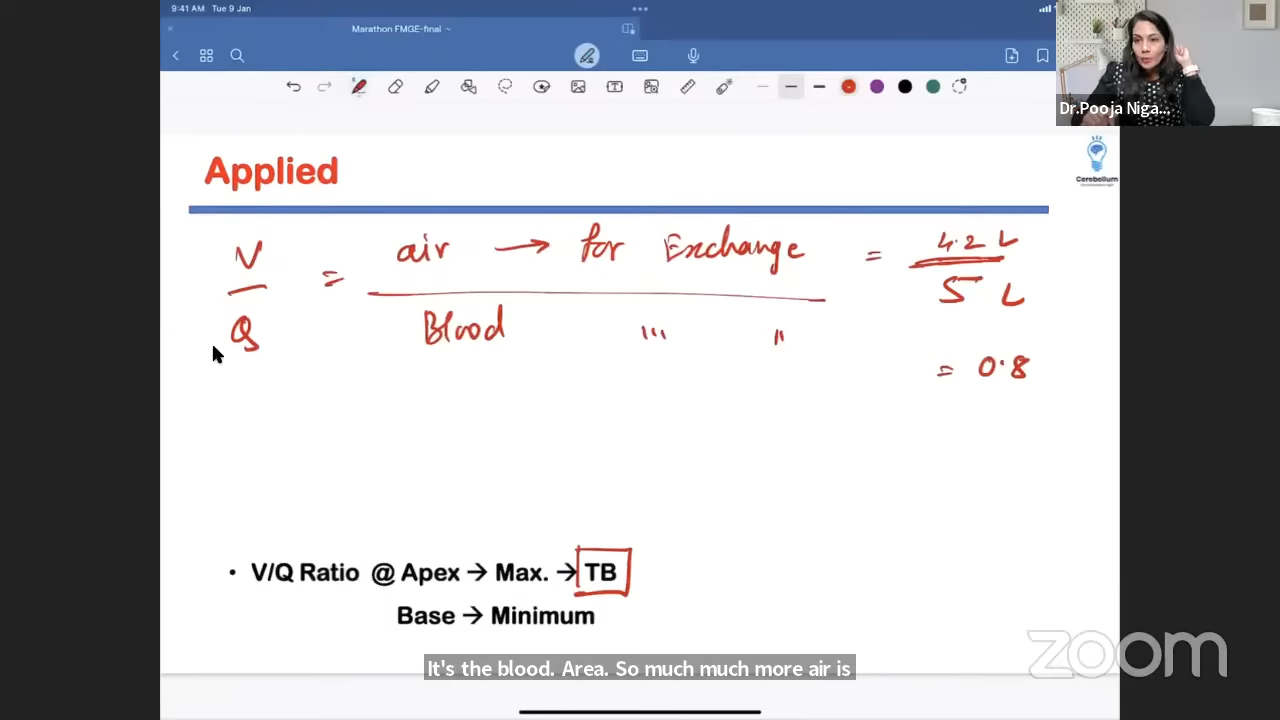 9:41 AM Tue 9 Jan
Marathon FMGE-final
Dr.Pooja Niga...
Cerebellum
Applied
V/Q = air → for Exchange / Blood ''' '' = 4.2 L / 5 L
= 0.8
• V/Q Ratio @ Apex → Max. → TB
Base → Minimum
It's the blood. Area. So much much more air is
zoom